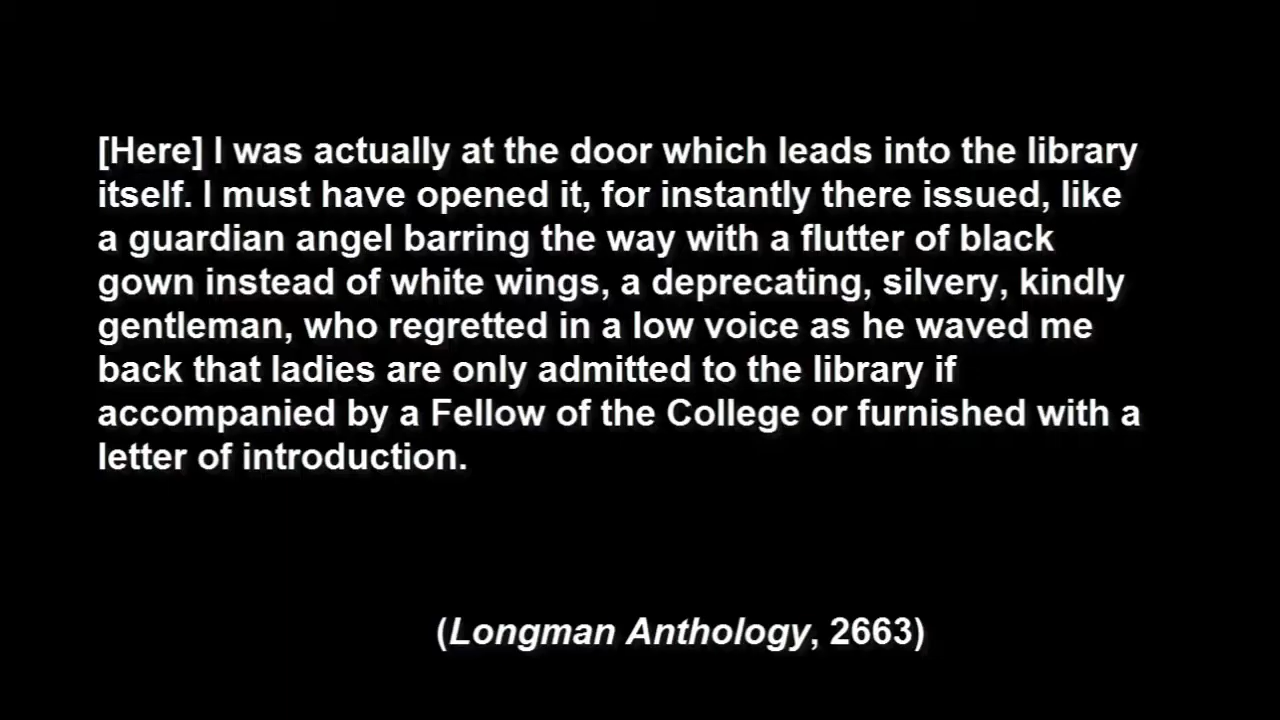 [Here] I was actually at the door which leads into the library
itself. I must have opened it, for instantly there issued, like
a guardian angel barring the way with a flutter of black
gown instead of white wings, a deprecating, silvery, kindly
gentleman, who regretted in a low voice as he waved me
back that ladies are only admitted to the library if
accompanied by a Fellow of the College or furnished with a
letter of introduction.
(Longman Anthology, 2663)